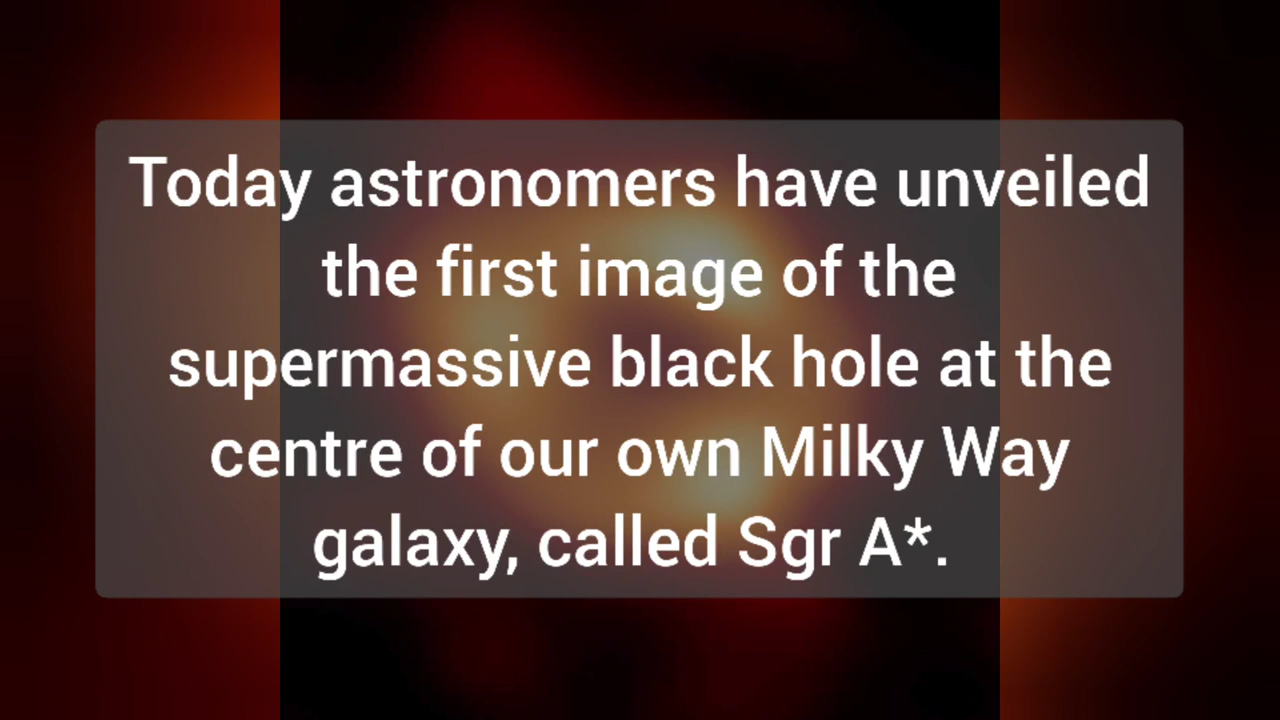 Today astronomers have unveiled
the first image of the
supermassive black hole at the
centre of our own Milky Way
galaxy, called Sgr A*.